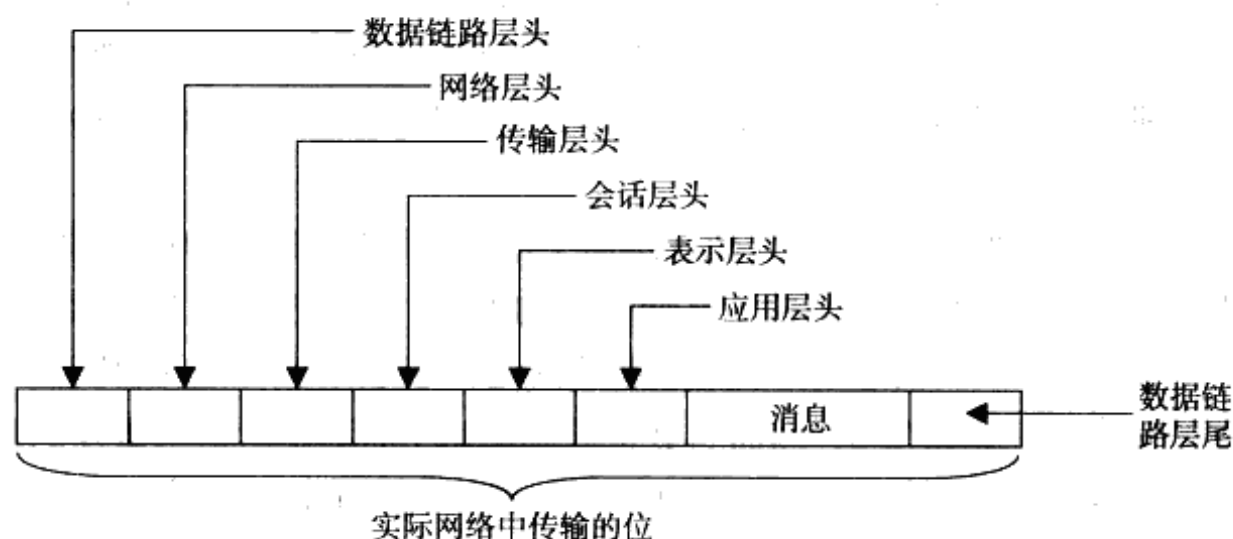 数据链路层头
网络层头
传输层头
会话层头
表示层头
应用层头
消息
数据链
路层尾
实际网络中传输的位